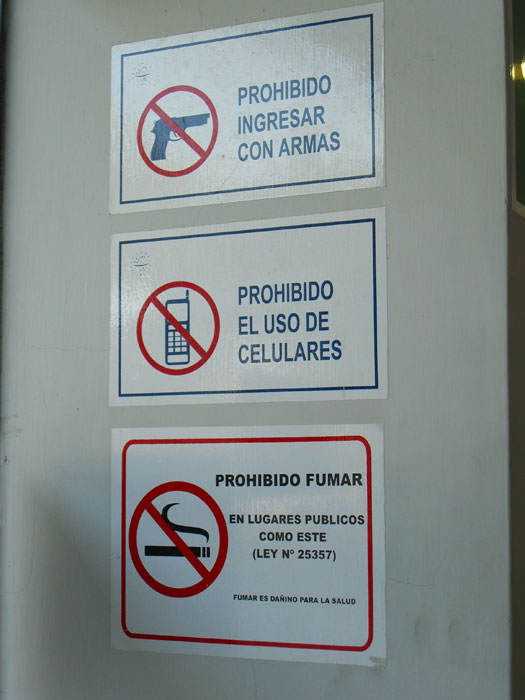 PROHIBIDO
INGRESAR
CON ARMAS
PROHIBIDO
EL USO DE
CELULARES
PROHIBIDO FUMAR
EN LUGARES PUBLICOS
COMO ESTE
(LEY Nº 25357)
FUMAR ES DAÑINO PARA LA SALUD